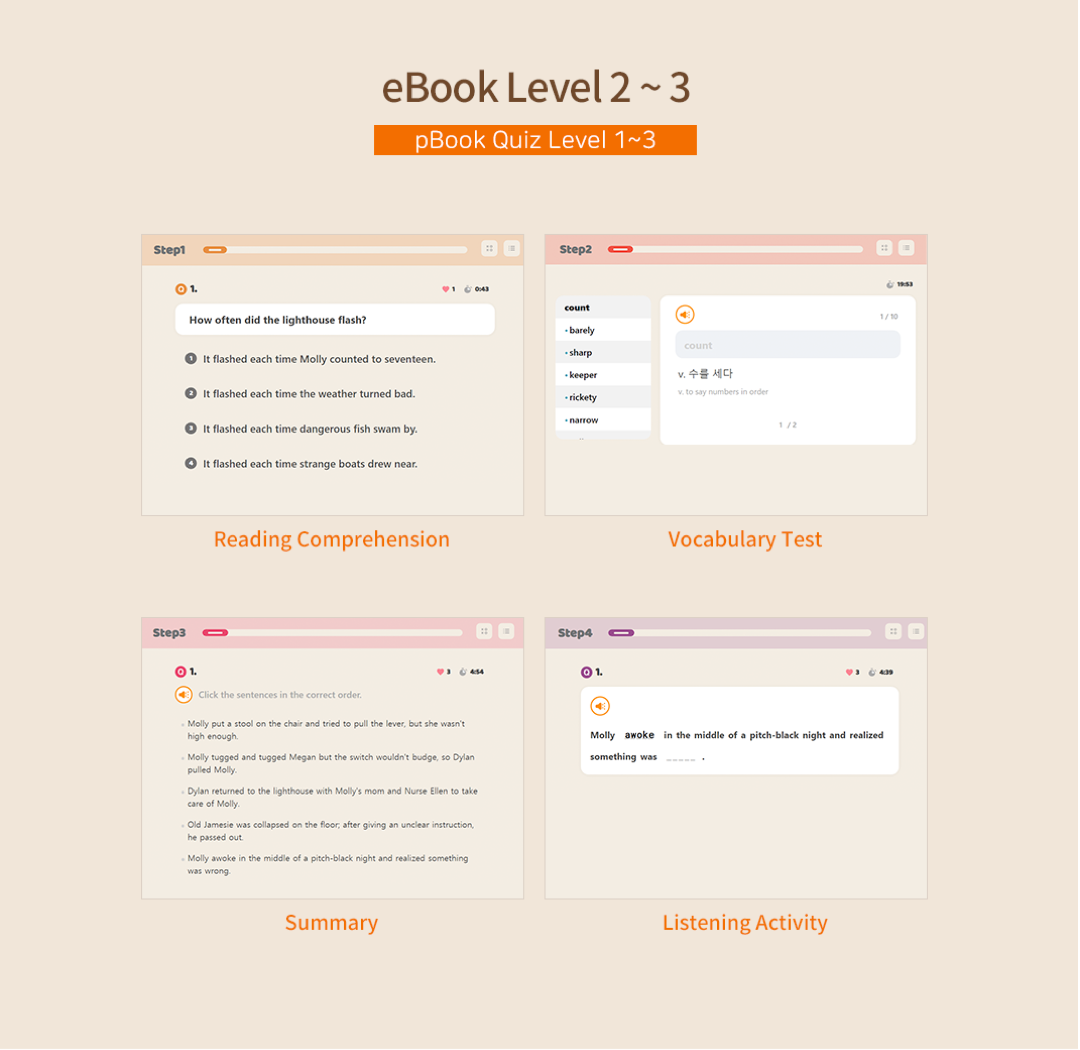 eBook Level 2 ~ 3
pBook Quiz Level 1~3
Step1
Q 1.
1 0:43
How often did the lighthouse flash?
1 It flashed each time Molly counted to seventeen.
2 It flashed each time the weather turned bad.
3 It flashed each time dangerous fish swam by.
4 It flashed each time strange boats drew near.
Reading Comprehension
Step2
19:53
count
barely
sharp
keeper
rickety
narrow
1 / 10
count
v. 수를 세다
v. to say numbers in order
1 / 2
Vocabulary Test
Step3
Q 1.
3 4:54
Click the sentences in the correct order.
Molly put a stool on the chair and tried to pull the lever, but she wasn't
high enough.
Molly tugged and tugged Megan but the switch wouldn't budge, so Dylan
pulled Molly.
Dylan returned to the lighthouse with Molly's mom and Nurse Ellen to take
care of Molly.
Old Jamesie was collapsed on the floor; after giving an unclear instruction,
he passed out.
Molly awoke in the middle of a pitch-black night and realized something
was wrong.
Summary
Step4
Q 1.
3 4:39
Molly awoke in the middle of a pitch-black night and realized
something was _____ .
Listening Activity